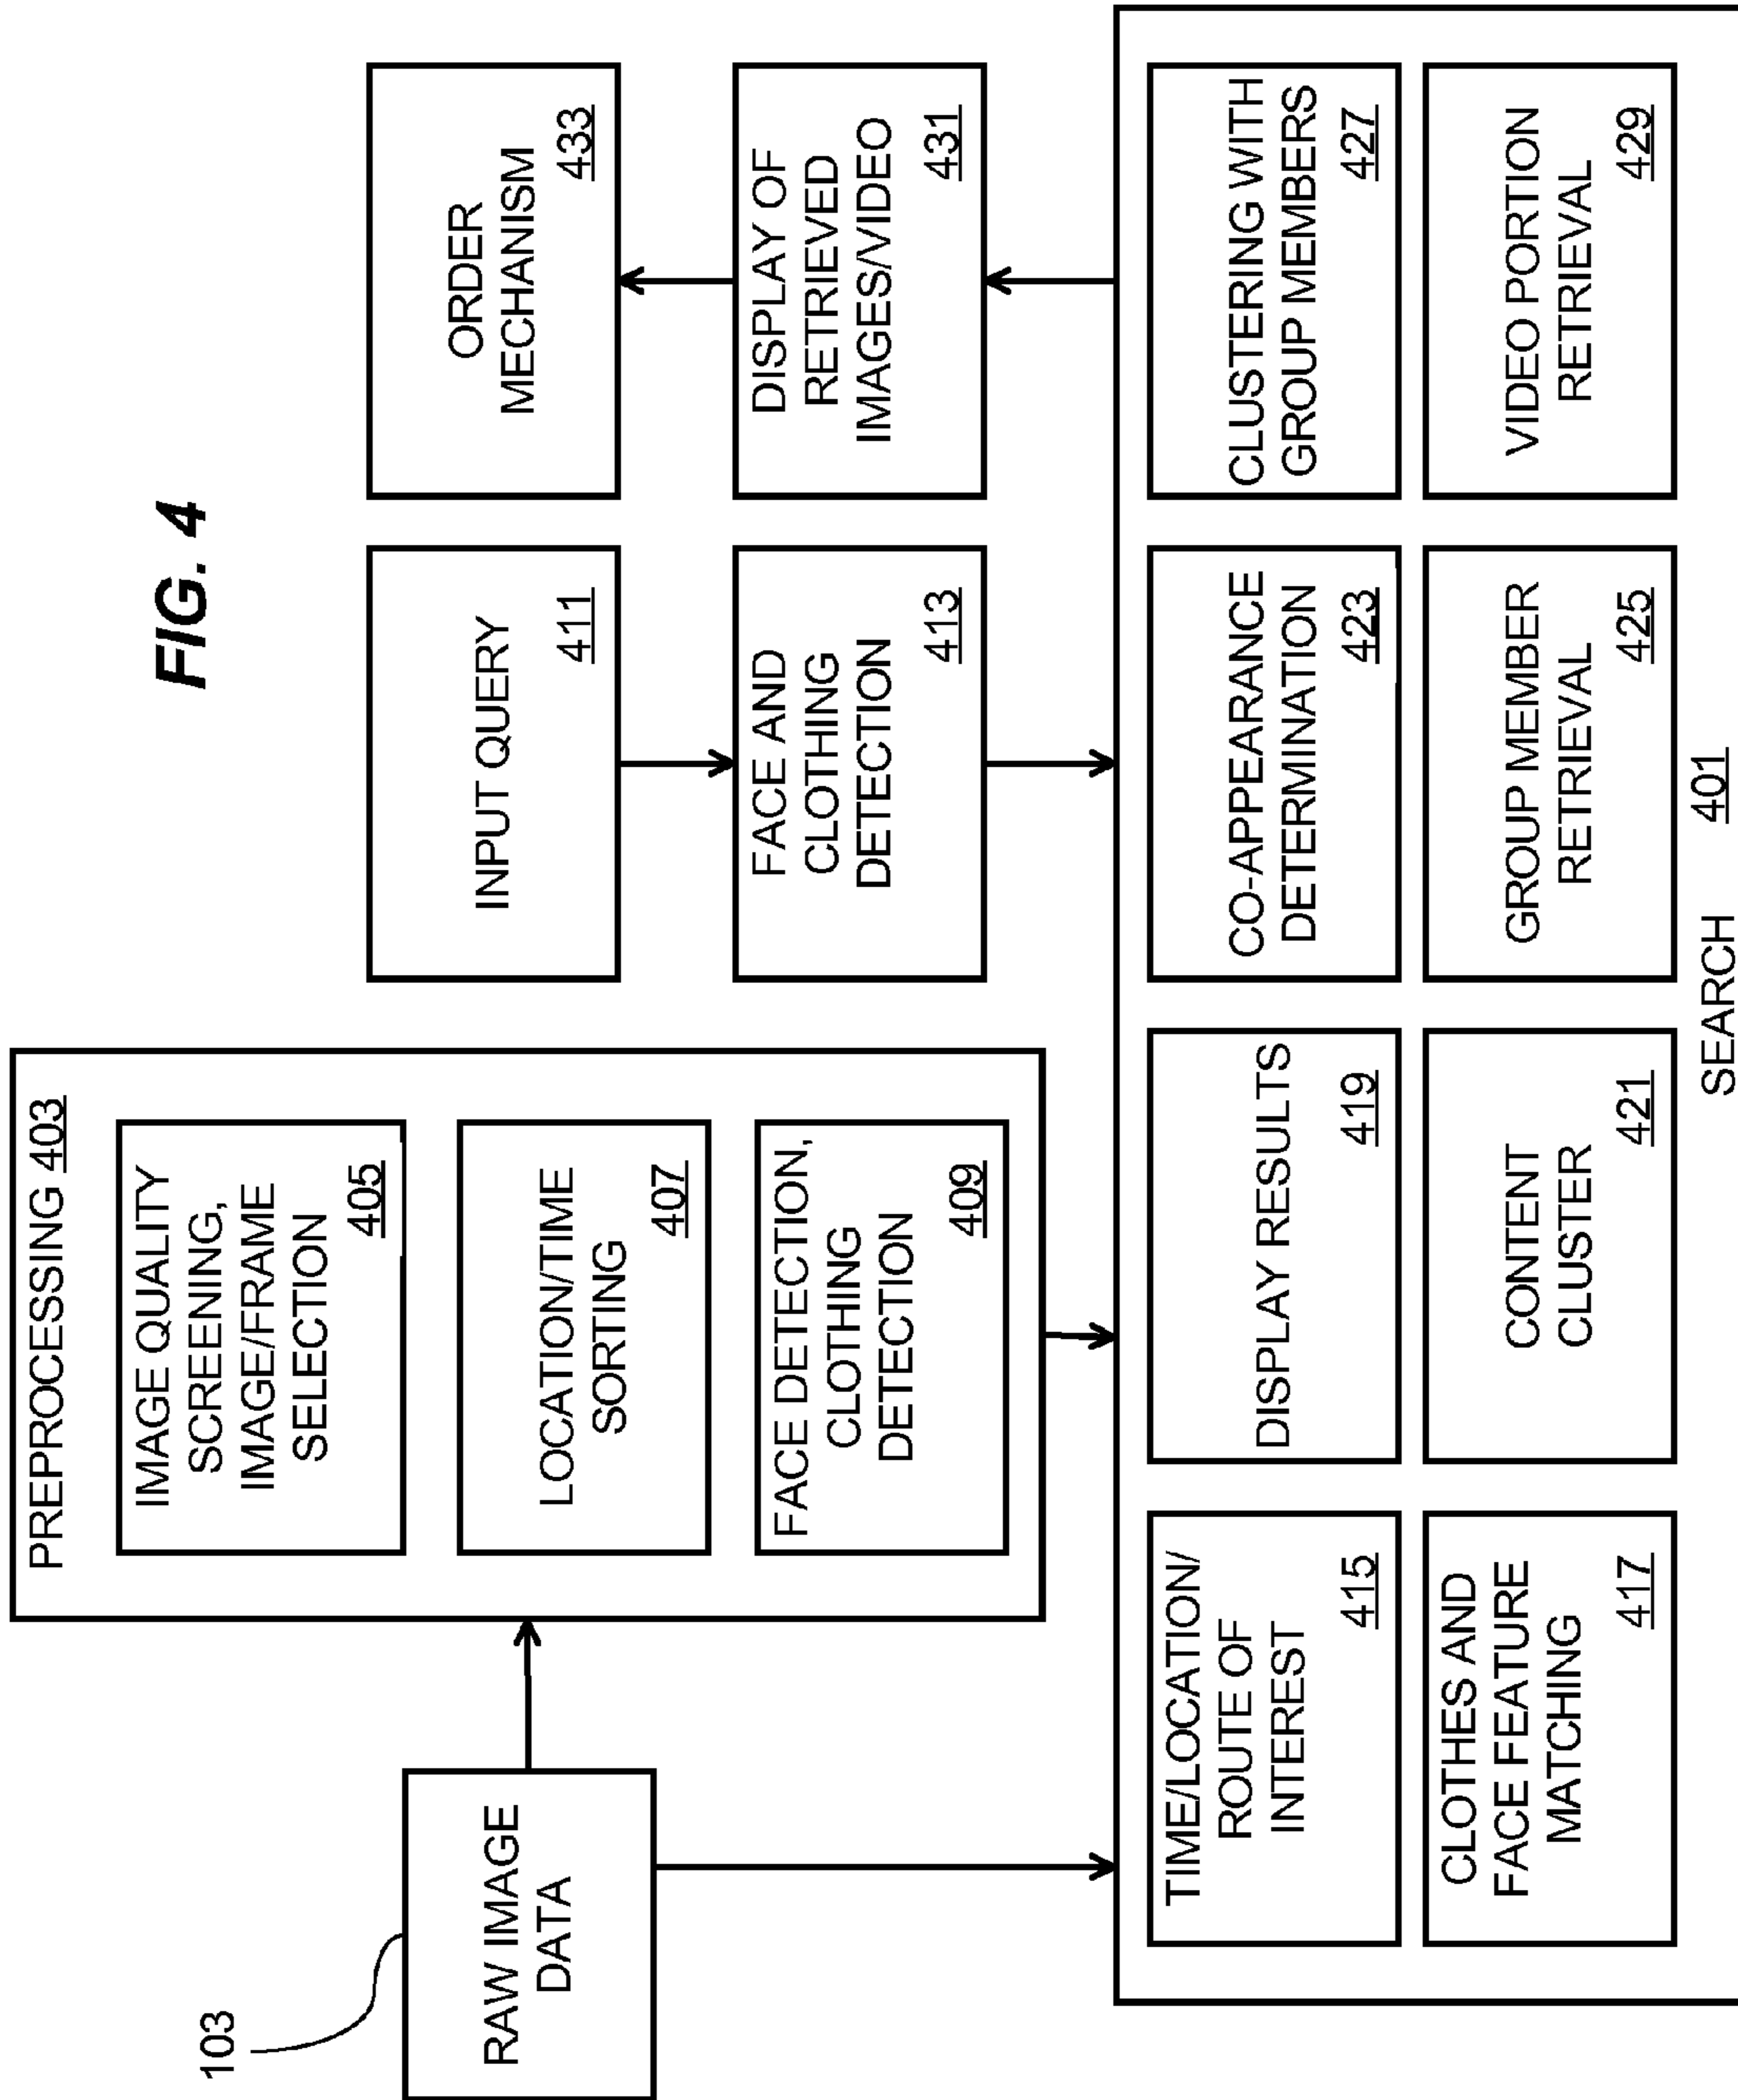 FIG. 4
103
RAW IMAGE
DATA
PREPROCESSING 403
IMAGE QUALITY
SCREENING,
IMAGE/FRAME
SELECTION
405
LOCATION/TIME
SORTING
407
FACE DETECTION,
CLOTHING
DETECTION
409
INPUT QUERY
411
FACE AND
CLOTHING
DETECTION
413
ORDER
MECHANISM
433
DISPLAY OF
RETRIEVED
IMAGES/VIDEO
431
TIME/LOCATION/
ROUTE OF
INTEREST
415
CLOTHES AND
FACE FEATURE
MATCHING
417
DISPLAY RESULTS
419
CONTENT
CLUSTER
421
CO-APPEARANCE
DETERMINATION
423
GROUP MEMBER
RETRIEVAL
425
CLUSTERING WITH
GROUP MEMBERS
427
VIDEO PORTION
RETRIEVAL
429
SEARCH 401